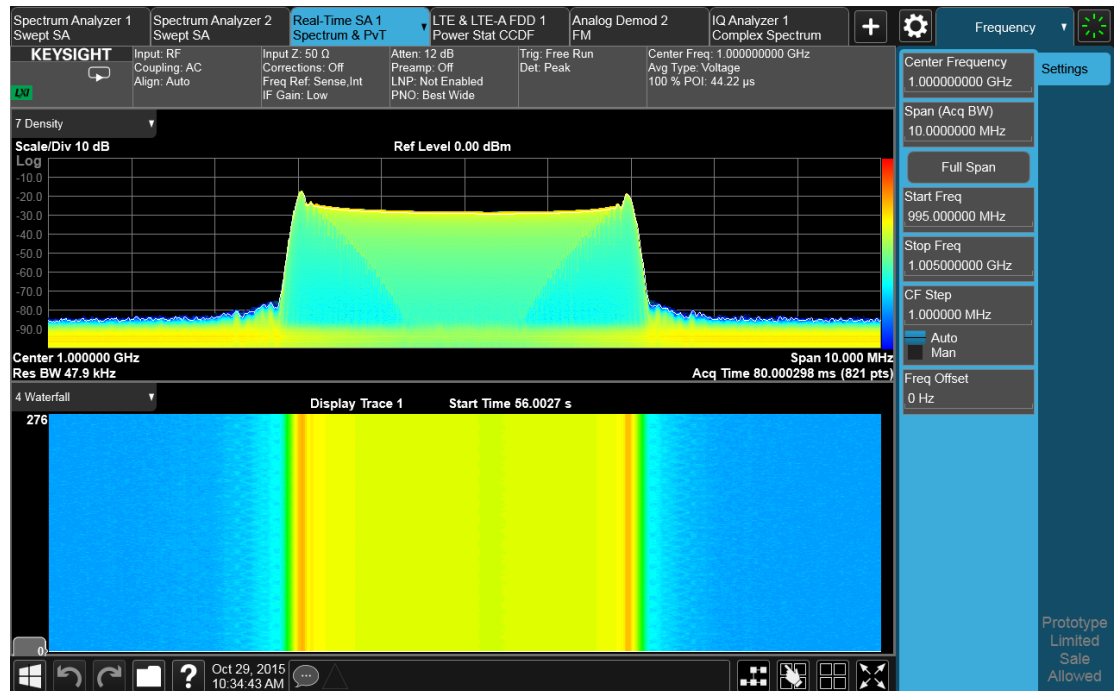 Spectrum Analyzer 1
Swept SA
Spectrum Analyzer 2
Swept SA
Real-Time SA 1
Spectrum & PvT
LTE & LTE-A FDD 1
Power Stat CCDF
Analog Demod 2
FM
IQ Analyzer 1
Complex Spectrum
Frequency
KEYSIGHT
LXI
Input: RF
Coupling: AC
Align: Auto
Input Z: 50 Ω
Corrections: Off
Freq Ref: Sense,Int
IF Gain: Low
Atten: 12 dB
Preamp: Off
LNP: Not Enabled
PNO: Best Wide
Trig: Free Run
Det: Peak
Center Freq: 1.000000000 GHz
Avg Type: Voltage
100 % POI: 44.22 µs
7 Density
Scale/Div 10 dB
Ref Level 0.00 dBm
Log
-10.0
-20.0
-30.0
-40.0
-50.0
-60.0
-70.0
-80.0
-90.0
Center 1.000000 GHz
Span 10.000 MHz
Res BW 47.9 kHz
Acq Time 80.000298 ms (821 pts)
4 Waterfall
Display Trace 1
Start Time 56.0027 s
276
0
Oct 29, 2015
10:34:43 AM
Center Frequency
1.000000000 GHz
Settings
Span (Acq BW)
10.0000000 MHz
Full Span
Start Freq
995.000000 MHz
Stop Freq
1.005000000 GHz
CF Step
1.000000 MHz
Auto
Man
Freq Offset
0 Hz
Prototype
Limited
Sale
Allowed